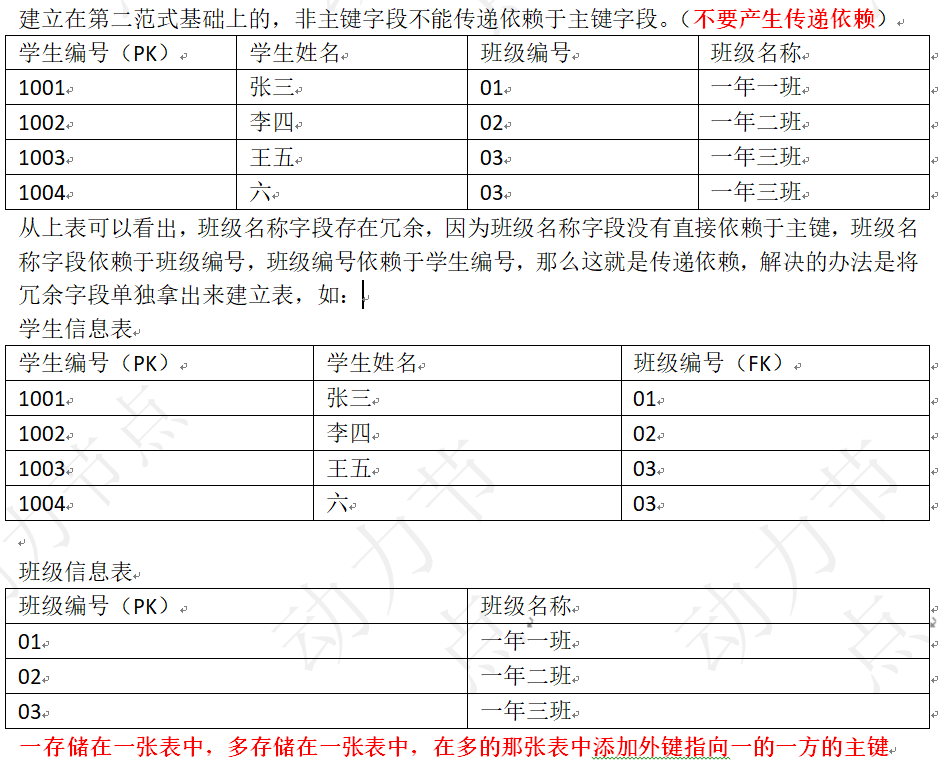 建立在第二范式基础上的，非主键字段不能传递依赖于主键字段。（不要产生传递依赖）
学生编号（PK） 学生姓名 班级编号 班级名称
1001 张三 01 一年一班
1002 李四 02 一年二班
1003 王五 03 一年三班
1004 六 03 一年三班
从上表可以看出，班级名称字段存在冗余，因为班级名称字段没有直接依赖于主键，班级名
称字段依赖于班级编号，班级编号依赖于学生编号，那么这就是传递依赖，解决的办法是将
冗余字段单独拿出来建立表，如：
学生信息表
学生编号（PK） 学生姓名 班级编号（FK）
1001 张三 01
1002 李四 02
1003 王五 03
1004 六 03
班级信息表
班级编号（PK） 班级名称
01 一年一班
02 一年二班
03 一年三班
一存储在一张表中，多存储在一张表中，在多的那张表中添加外键指向一的一方的主键
动力节点
动力节点
动力节点